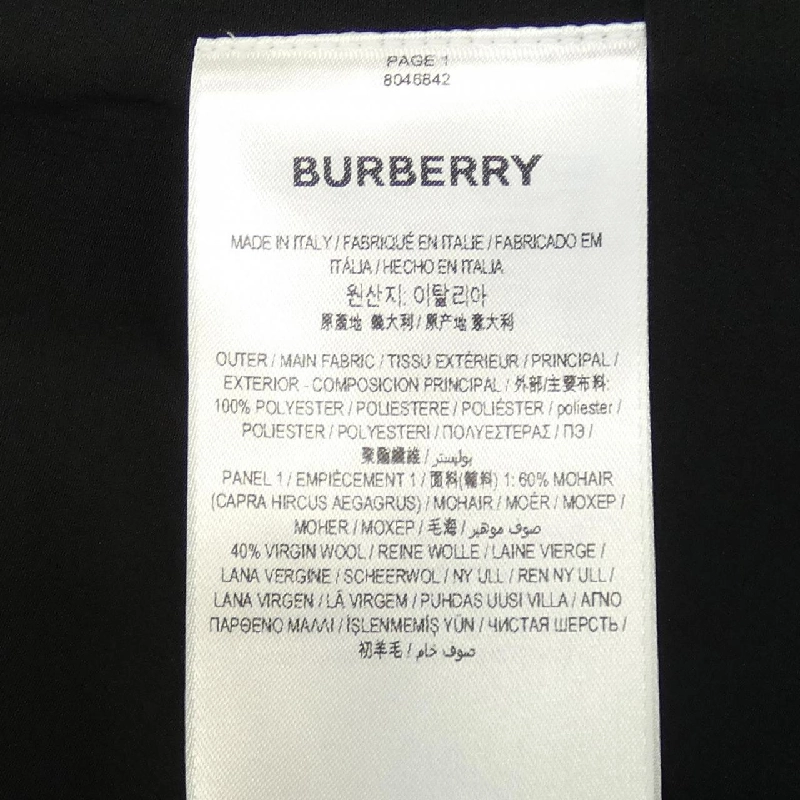 PAGE 1
8046842
BURBERRY
MADE IN ITALY / FABRIQUÉ EN ITALIE / FABRICADO EM
ITÁLIA / HECHO EN ITALIA
원산지: 이탈리아
原產地 義大利 / 原产地 意大利
OUTER / MAIN FABRIC / TISSU EXTÉRIEUR / PRINCIPAL /
EXTERIOR - COMPOSICION PRINCIPAL / 外部/主要布料:
100% POLYESTER / POLIESTERE / POLIÉSTER / poliester /
POLIESTER / POLYESTERI / ΠΟΛΥΕΣΤΕΡΑΣ / ПЭ /
聚酯纖維 / بوليستر
PANEL 1 / EMPIÈCEMENT 1 / 面料(輔料) 1: 60% MOHAIR
(CAPRA HIRCUS AEGAGRUS) / MOHAIR / MOÉR / MOXEP /
MOHER / MOXEP / 毛海 / صوف موهير
40% VIRGIN WOOL / REINE WOLLE / LAINE VIERGE /
LANA VERGINE / SCHEERWOL / NY ULL / REN NY ULL /
LANA VIRGEN / LÃ VIRGEM / PUHDAS UUSI VILLA / ΑΓΝΟ
ΠΑΡΘΕΝΟ ΜΑΛΛΙ / İŞLENMEMİŞ YÜN / ЧИСТАЯ ШЕРСТЬ /
初羊毛 / صوف خام